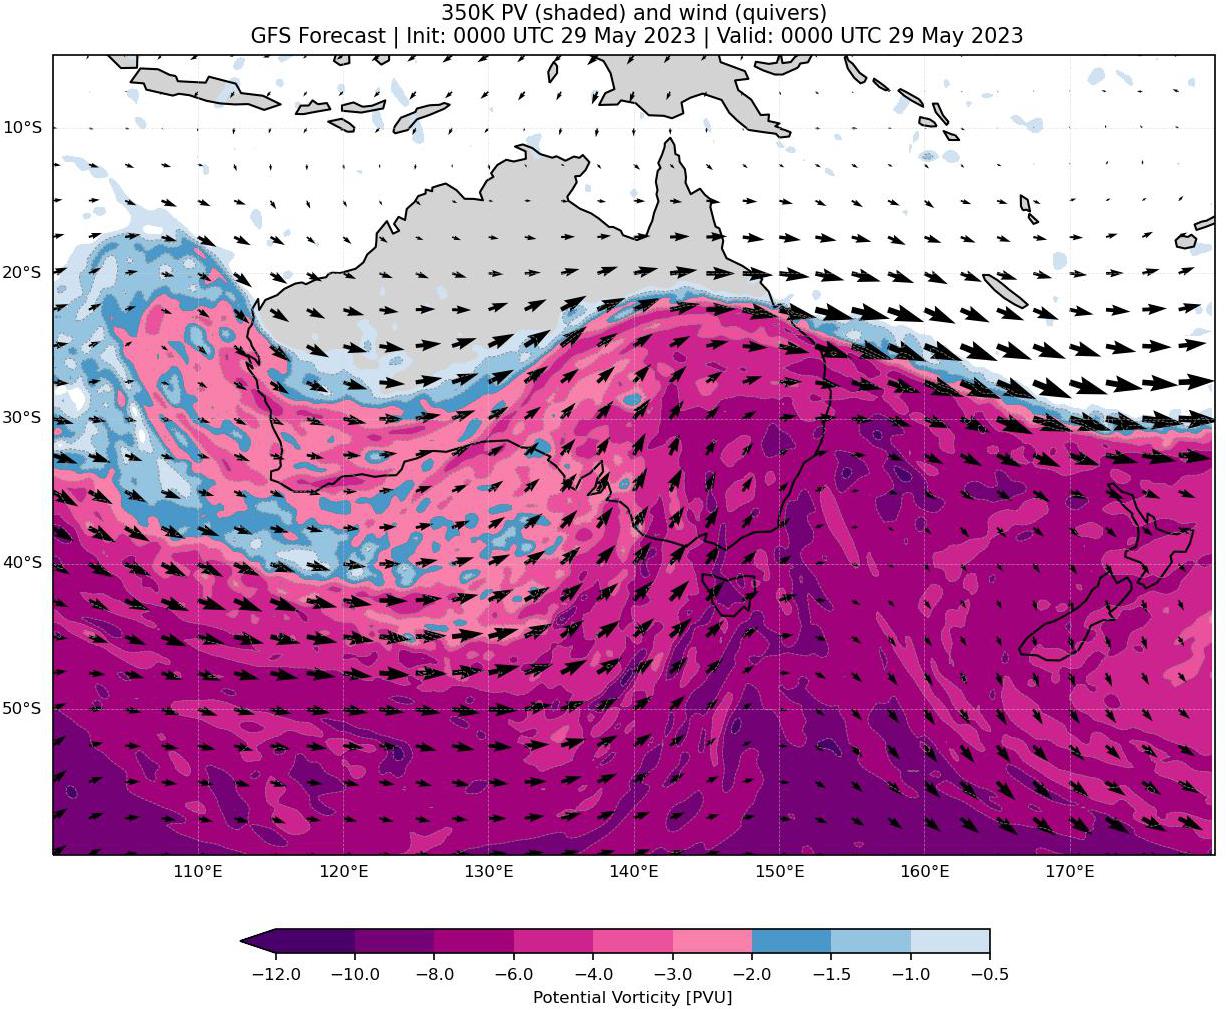 350K PV (shaded) and wind (quivers)
GFS Forecast | Init: 0000 UTC 29 May 2023 | Valid: 0000 UTC 29 May 2023
10°S
20°S
30°S
40°S
50°S
110°E 120°E 130°E 140°E 150°E 160°E 170°E
−12.0 −10.0 −8.0 −6.0 −4.0 −3.0 −2.0 −1.5 −1.0 −0.5
Potential Vorticity [PVU]